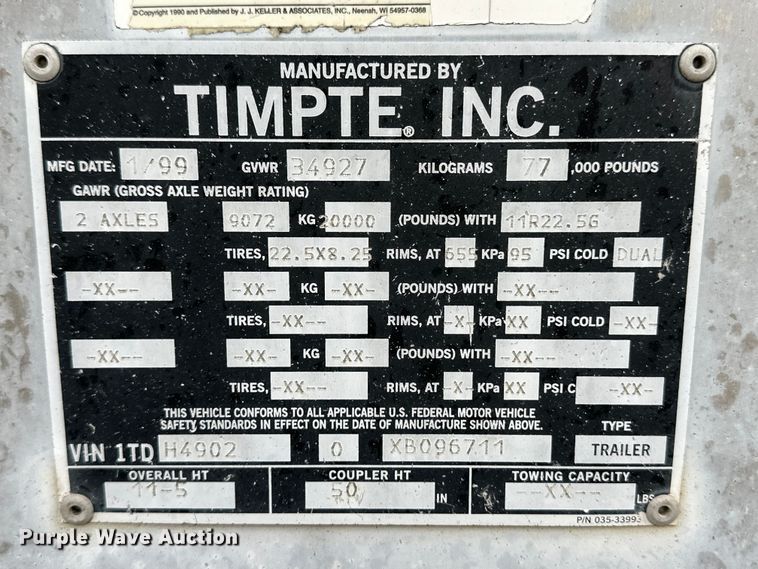 ©Copyright 1990 and Published by J. J. KELLER & ASSOCIATES, INC., Neenah, WI 54957-0368
MANUFACTURED BY
TIMPTE® INC.
MFG DATE: 1/99 GVWR 34927 KILOGRAMS 77 ,000 POUNDS
GAWR (GROSS AXLE WEIGHT RATING)
2 AXLES 9072 KG 20000 (POUNDS) WITH 11R22.5G
TIRES, 22.5X8.25 RIMS, AT 655 KPa 95 PSI COLD DUAL
-XX-- -XX- KG -XX- (POUNDS) WITH -XX--
TIRES, -XX-- RIMS, AT -X- KPa XX PSI COLD -XX-
-XX-- -XX- KG -XX- (POUNDS) WITH -XX--
TIRES, -XX-- RIMS, AT -X- KPa XX PSI C -XX-
THIS VEHICLE CONFORMS TO ALL APPLICABLE U.S. FEDERAL MOTOR VEHICLE
SAFETY STANDARDS IN EFFECT ON THE DATE OF MANUFACTURE SHOWN ABOVE. TYPE
VIN 1TD H4902 0 XB096711 TRAILER
OVERALL HT COUPLER HT TOWING CAPACITY
11-5 50 IN --XX-- LBS
P/N 035-33993
Purple Wave Auction